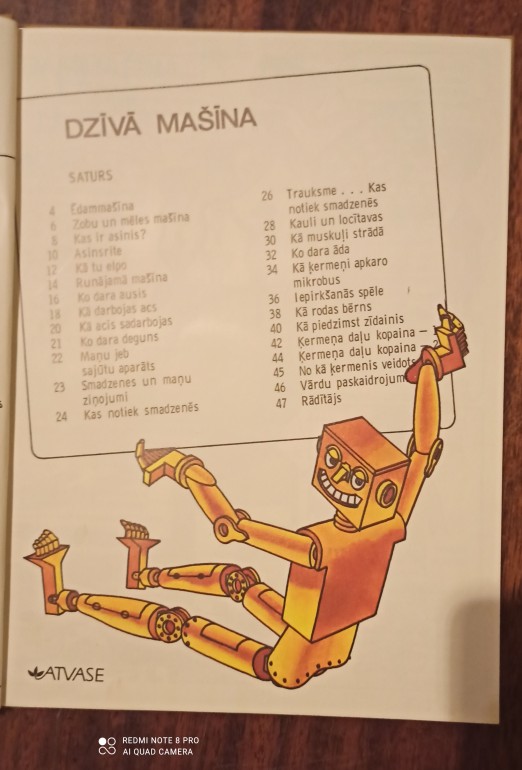 DZĪVĀ MAŠĪNA
SATURS
4 Ēdammašīna
6 Zobu un mēles mašīna
8 Kas ir asinis?
10 Asinsrite
12 Kā tu elpo
14 Runājamā mašīna
16 Ko dara ausis
18 Kā darbojas acs
20 Kā acis sadarbojas
21 Ko dara deguns
22 Maņu jeb
sajūtu aparāts
23 Smadzenes un maņu
ziņojumi
24 Kas notiek smadzenēs
26 Trauksme . . . Kas
notiek smadzenēs
28 Kauli un locītavas
30 Kā muskuļi strādā
32 Ko dara āda
34 Kā ķermeņi apkaro
mikrobus
36 Iepirkšanās spēle
38 Kā rodas bērns
40 Kā piedzimst zīdainis
42 Ķermeņa daļu kopaina –
44 Ķermeņa daļu kopaina – 2
45 No kā ķermenis veidots
46 Vārdu paskaidrojum
47 Rādītājs
ATVASE
REDMI NOTE 8 PRO
AI QUAD CAMERA